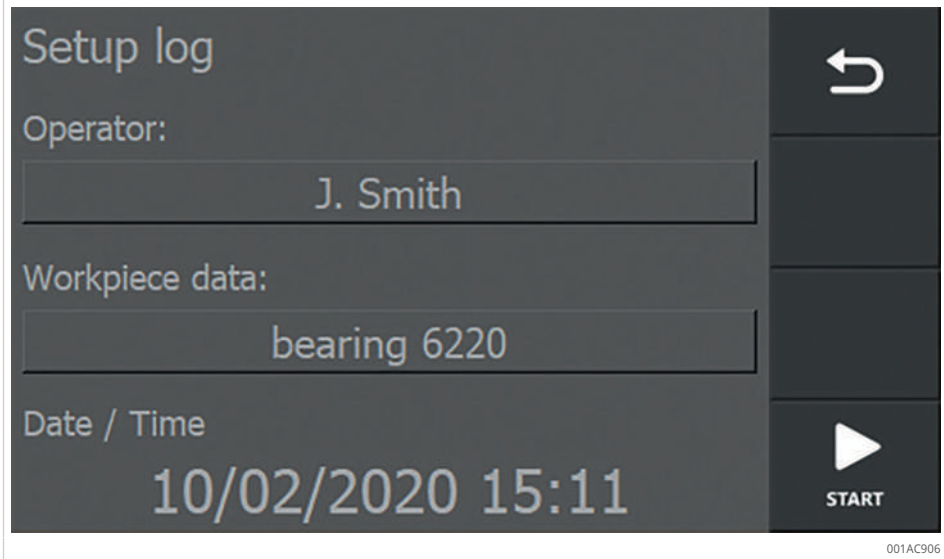 Setup log
Operator:
J. Smith
Workpiece data:
bearing 6220
Date / Time
10/02/2020 15:11
START
001AC906